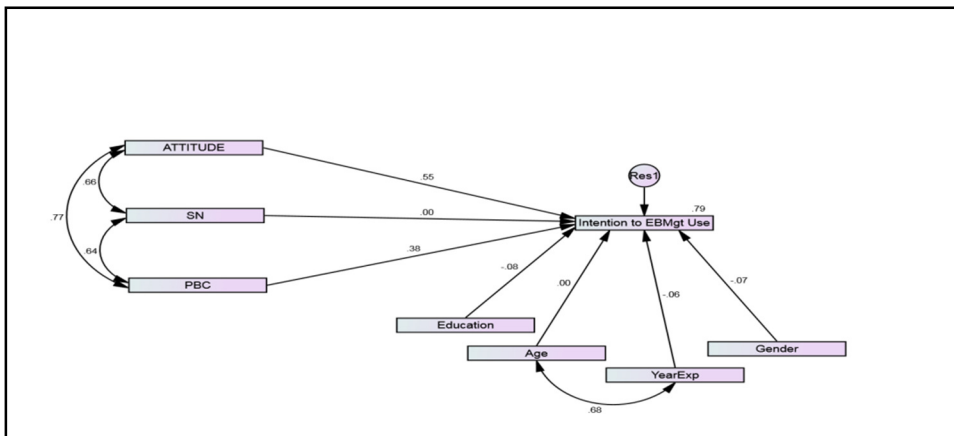 ATTITUDE
.66
.77
SN
.64
PBC
.55
.00
.38
Res1
.79
Intention to EBMgt Use
-.08
.00
-.06
-.07
Education
Age
YearExp
Gender
.68